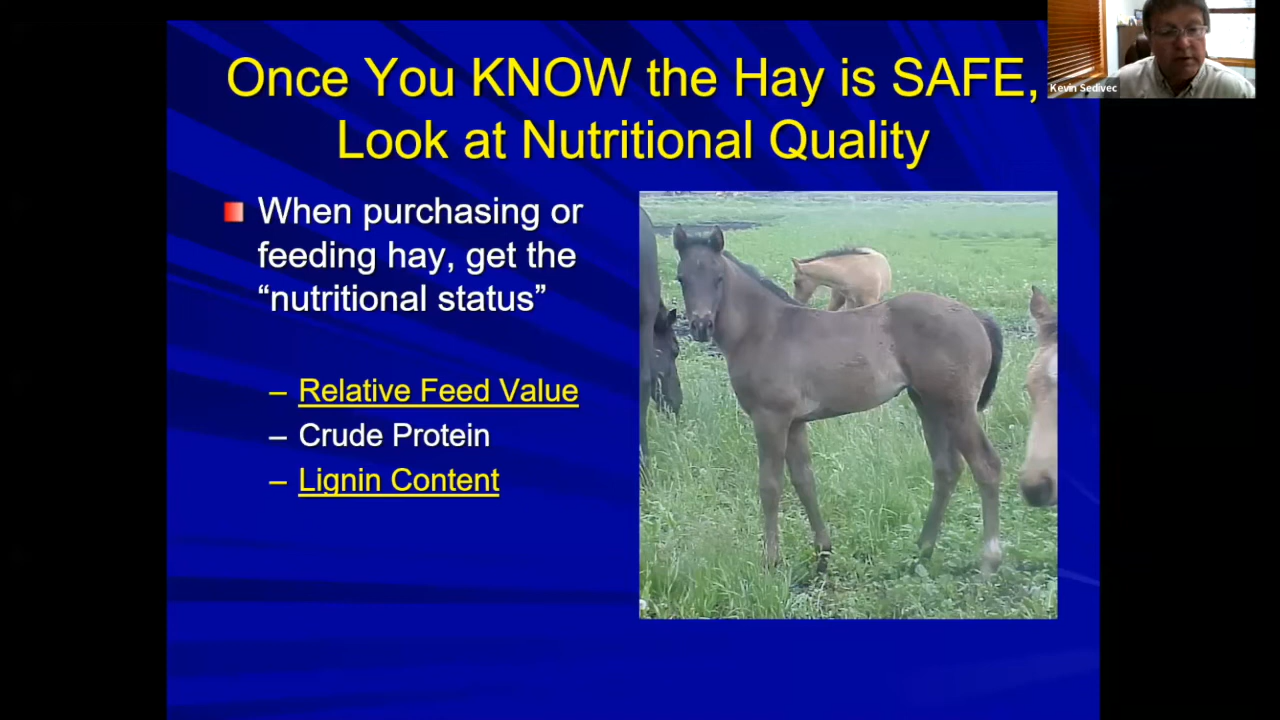 Once You KNOW the Hay is SAFE,
Look at Nutritional Quality
Kevin Sedivec
When purchasing or
feeding hay, get the
“nutritional status”
– Relative Feed Value
– Crude Protein
– Lignin Content